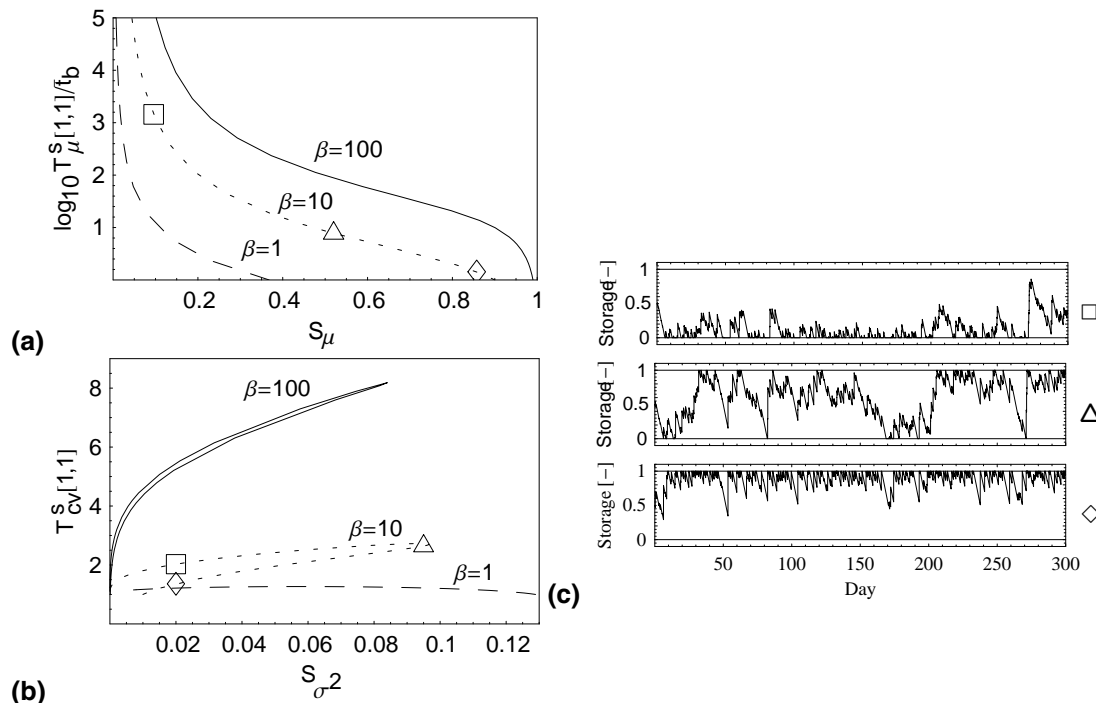 5
4
3
2
1
log10 T^S_μ[1,1]/t_b
β=100
β=10
β=1
0.2
0.4
0.6
0.8
1
S_μ
(a)
8
6
4
2
T^S_CV[1,1]
β=100
β=10
β=1
0.02
0.04
0.06
0.08
0.10
0.12
S_σ2
(b)
1
0.5
0
Storage[−]
1
0.5
0
Storage[−]
1
0.5
0
Storage [−]
50
100
150
200
250
300
Day
(c)